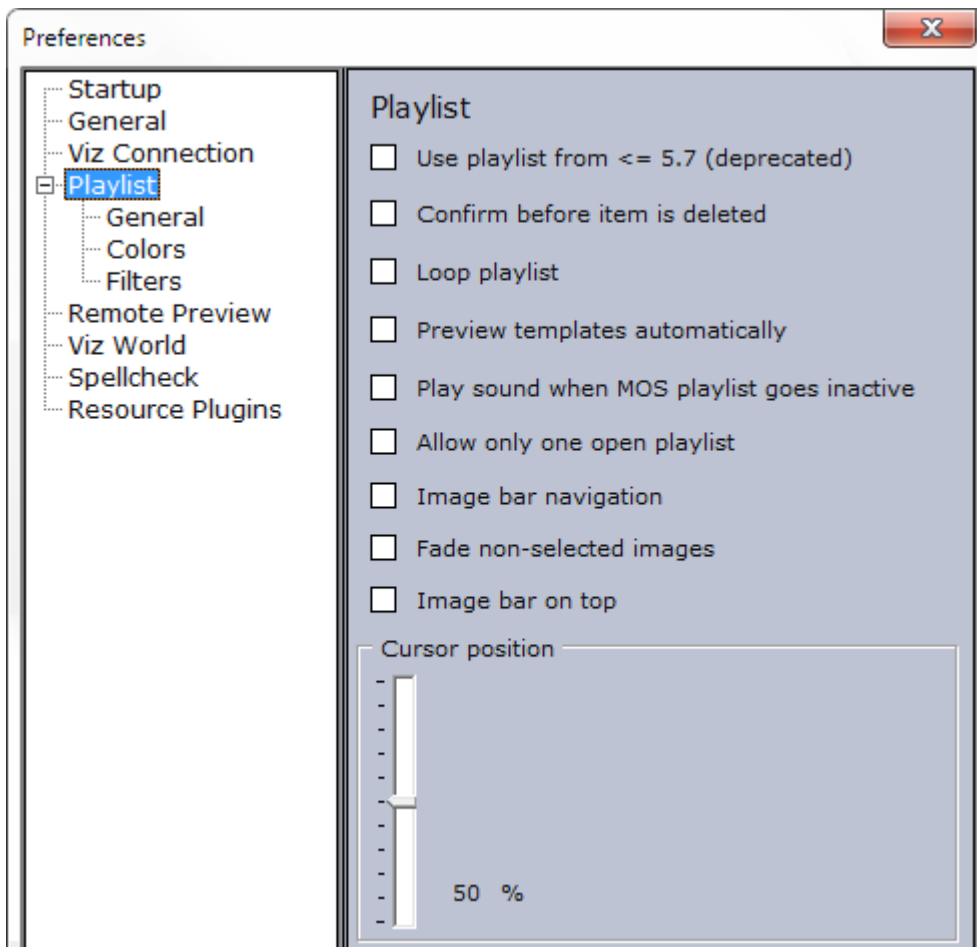 Preferences
Startup
General
Viz Connection
Playlist
General
Colors
Filters
Remote Preview
Viz World
Spellcheck
Resource Plugins
Playlist
Use playlist from <= 5.7 (deprecated)
Confirm before item is deleted
Loop playlist
Preview templates automatically
Play sound when MOS playlist goes inactive
Allow only one open playlist
Image bar navigation
Fade non-selected images
Image bar on top
Cursor position
50 %